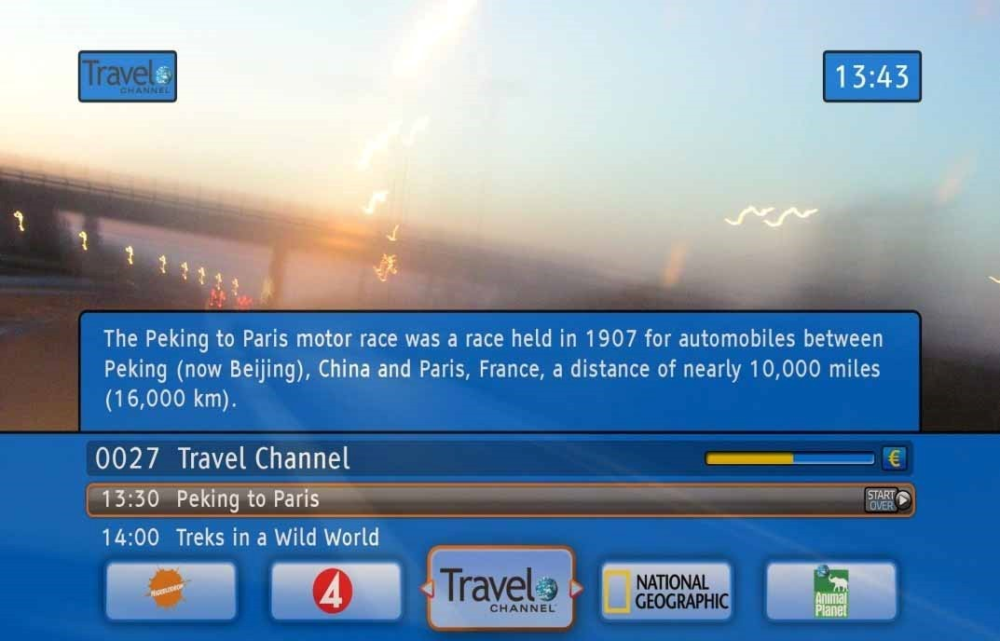 Travel
CHANNEL
13:43
The Peking to Paris motor race was a race held in 1907 for automobiles between
Peking (now Beijing), China and Paris, France, a distance of nearly 10,000 miles
(16,000 km).
0027 Travel Channel
€
13:30 Peking to Paris
START
OVER
14:00 Treks in a Wild World
NICKELODEON
4
Travel
CHANNEL
NATIONAL
GEOGRAPHIC
Animal
Planet